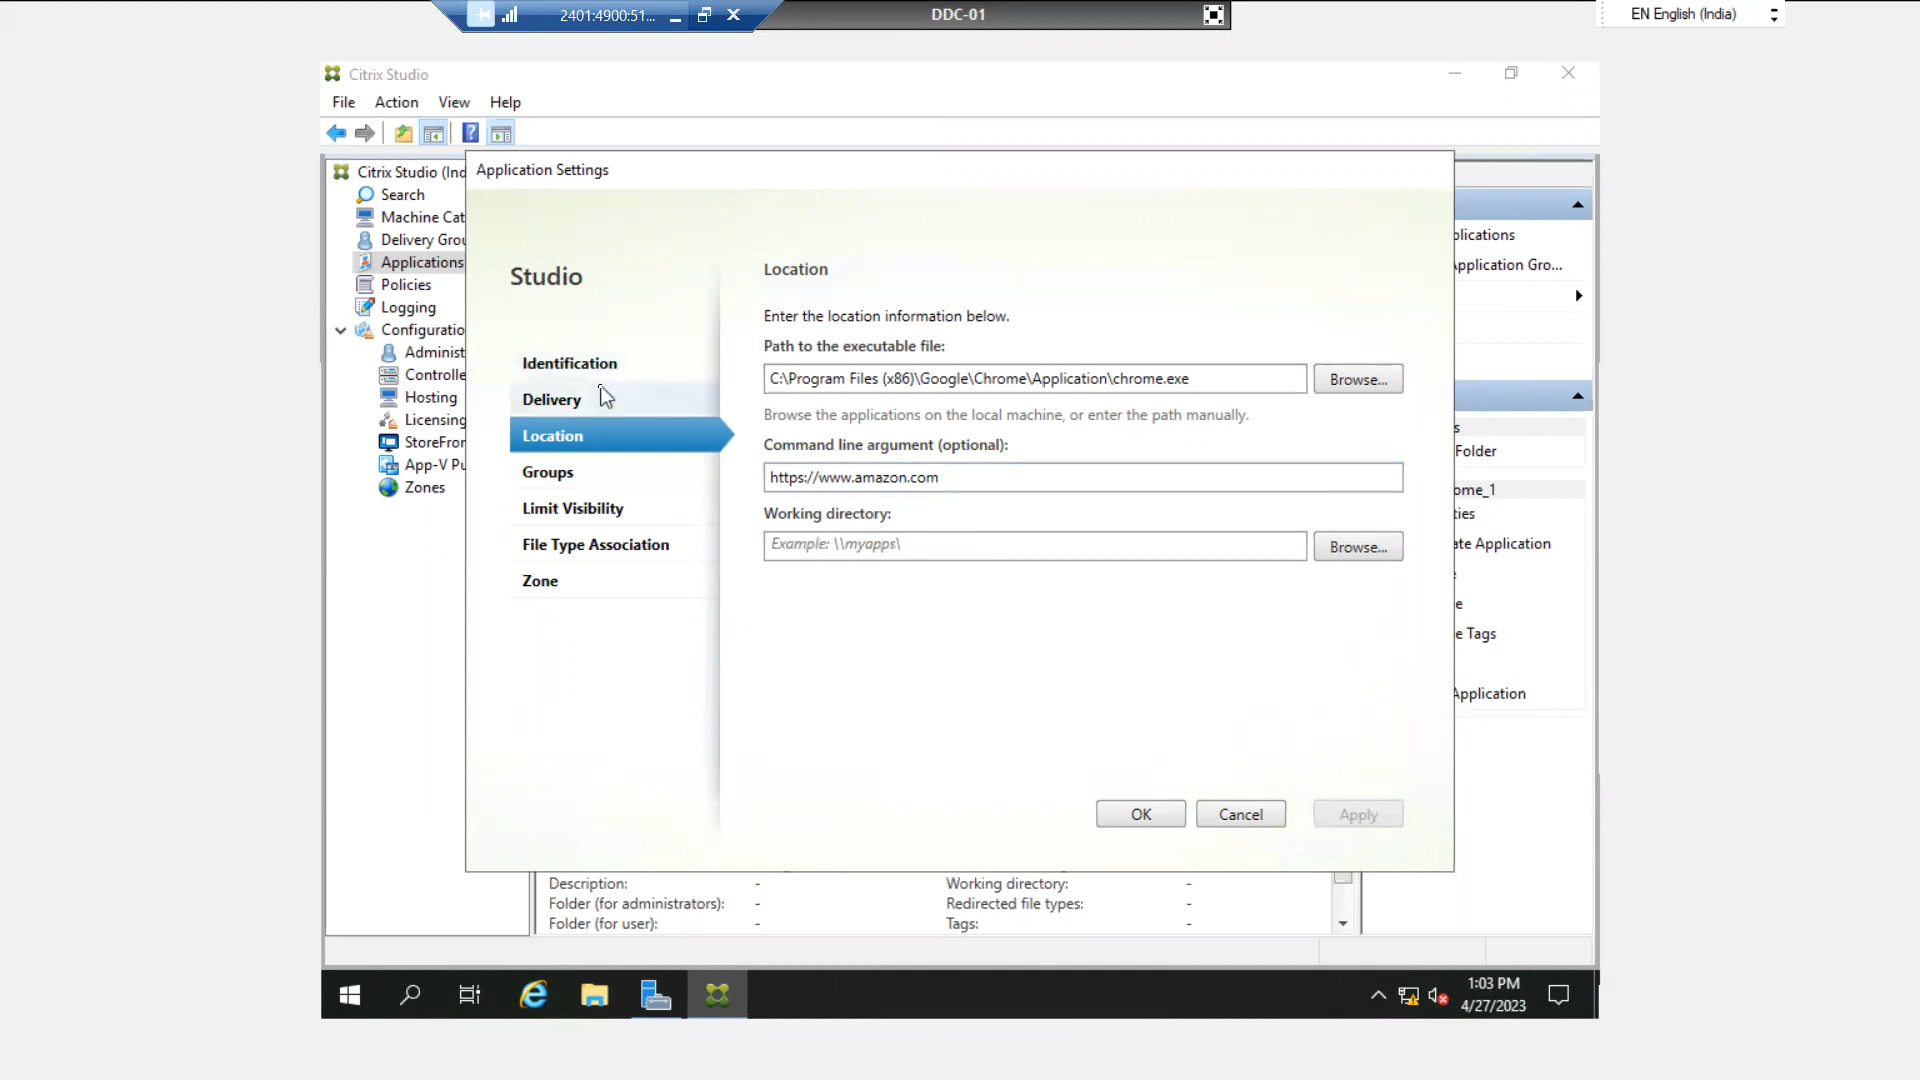 2401:4900:51...
DDC-01
EN English (India)
Citrix Studio
File Action View Help
Citrix Studio (Ind
Search
Machine Cat
Delivery Grou
Applications
Policies
Logging
Configuratio
Administ
Controlle
Hosting
Licensing
StoreFron
App-V Pu
Zones
Application Settings
Studio
Identification
Delivery
Location
Groups
Limit Visibility
File Type Association
Zone
Location
Enter the location information below.
Path to the executable file:
C:\Program Files (x86)\Google\Chrome\Application\chrome.exe
Browse...
Browse the applications on the local machine, or enter the path manually.
Command line argument (optional):
https://www.amazon.com
Working directory:
Example: \\myapps\
Browse...
OK Cancel Apply
plications
pplication Gro...
s
Folder
ome_1
ties
ate Application
e
e
e Tags
Application
Description: -
Folder (for administrators): -
Folder (for user): -
Working directory: -
Redirected file types: -
Tags: -
1:03 PM
4/27/2023